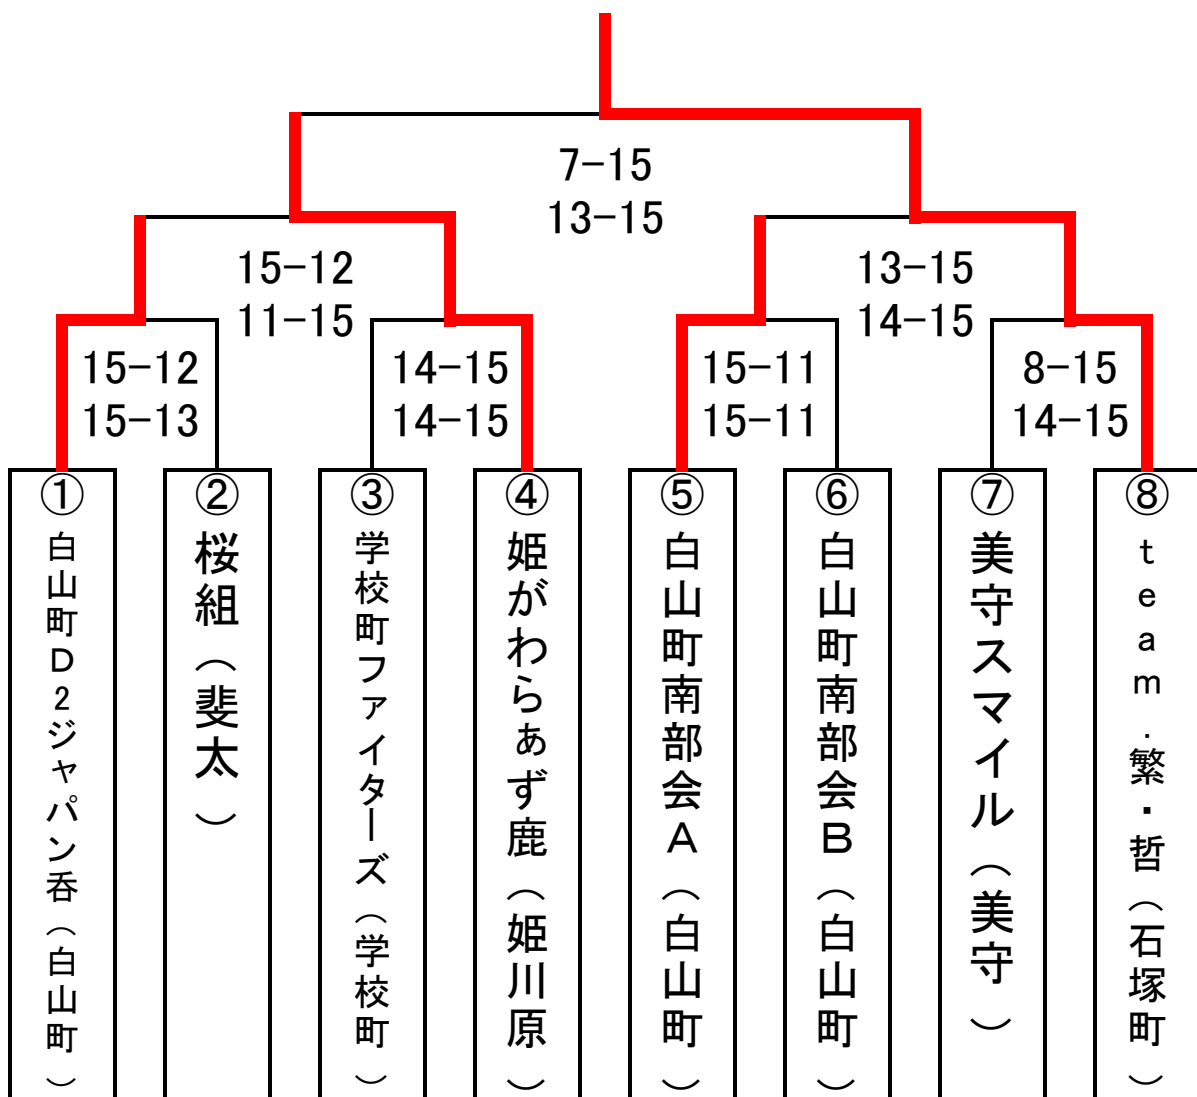 7-15
13-15
15-12
11-15
13-15
14-15
15-12
15-13
14-15
14-15
15-11
15-11
8-15
14-15
①白山町D2ジャパン呑(白山町)
②桜組(斐太)
③学校町ファイターズ(学校町)
④姫がわらぁず鹿(姫川原)
⑤白山町南部会A(白山町)
⑥白山町南部会B(白山町)
⑦美守スマイル(美守)
⑧team.繁・哲(石塚町)